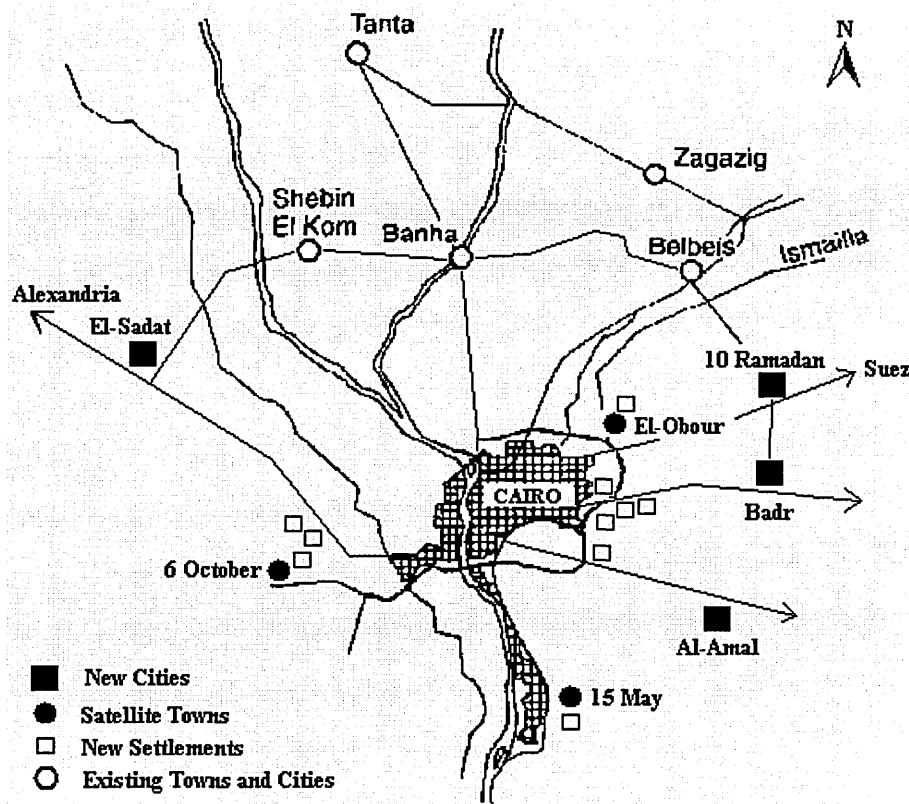 Tanta
N
Zagazig
Shebin
El Kom
Banha
Belbeis
Ismailia
Alexandria
El-Sadat
10 Ramadan
Suez
El-Obour
CAIRO
Badr
6 October
Al-Amal
15 May
New Cities
Satellite Towns
New Settlements
Existing Towns and Cities